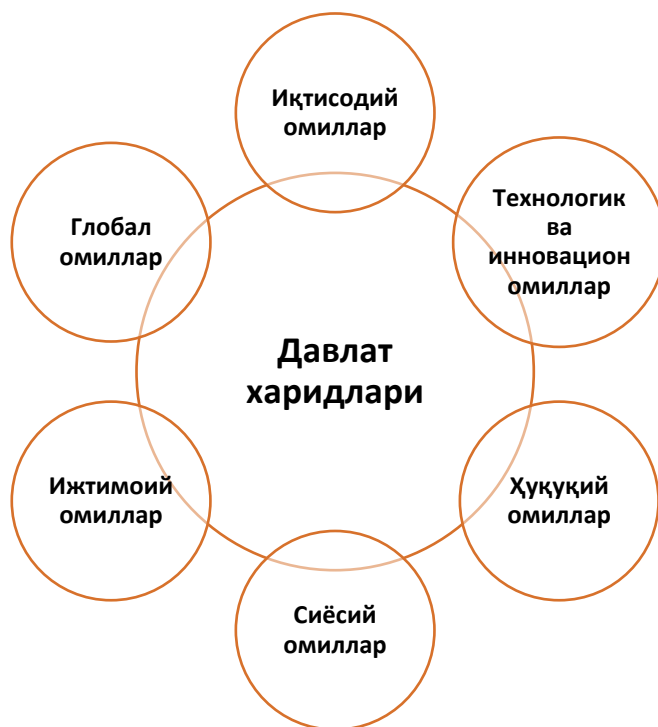 Иқтисодий
омиллар
Технологик
ва
инновацион
омиллар
Глобал
омиллар
Давлат
харидлари
Ижтимоий
омиллар
Ҳуқуқий
омиллар
Сиёсий
омиллар